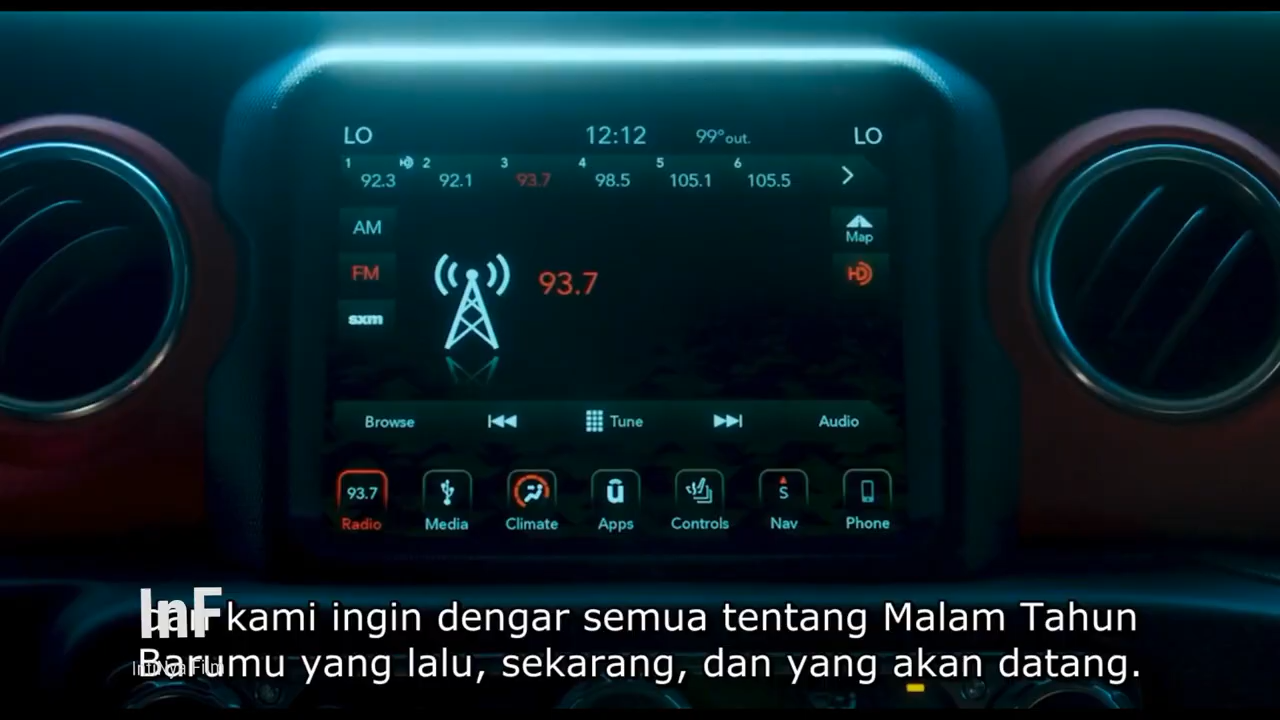 LO 12:12 99°out. LO
1 HD 2 3 4 5 6
92.3 92.1 93.7 98.5 105.1 105.5
AM
Map
FM 93.7 HD
sxm
Browse Tune Audio
93.7 S
Radio Media Climate Apps Controls Nav Phone
InF
kami ingin dengar semua tentang Malam Tahun
Barumu yang lalu, sekarang, dan yang akan datang.